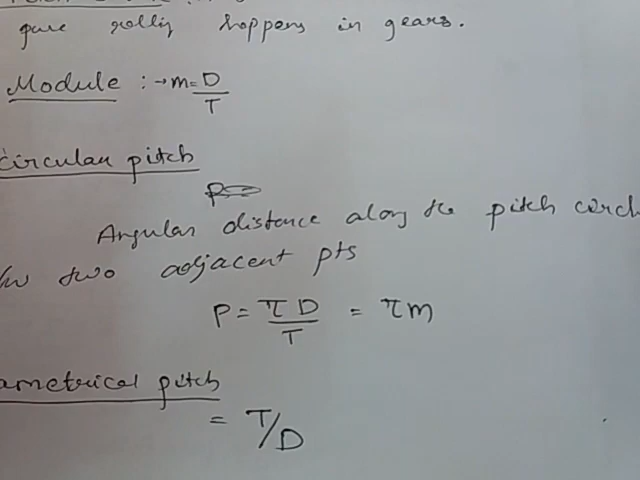 pure rolling happens in gears.
Module :→ m = D/T
circular pitch
Angular distance along the pitch circl
b/w two adjacent pts
P = πD/T = πm
ametrical pitch
= T/D